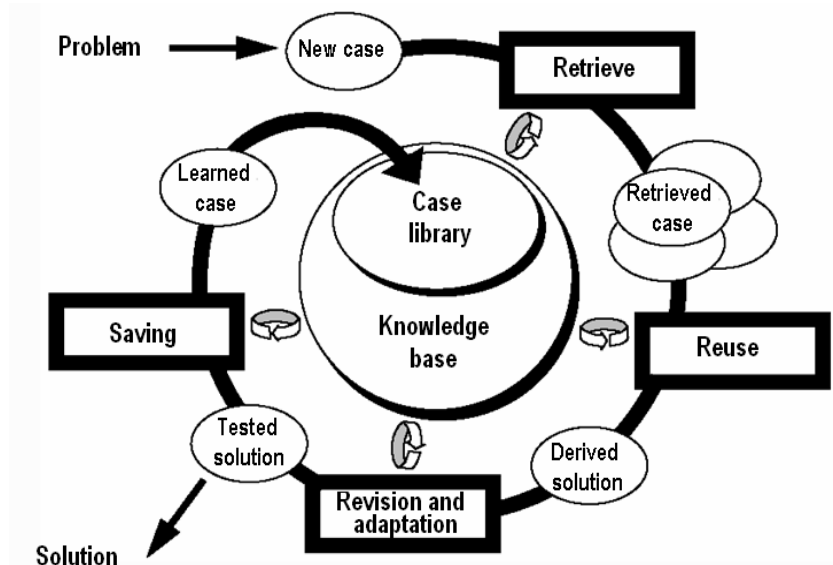 Problem
New case
Retrieve
Learned
case
Case
library
Retrieved
case
Saving
Knowledge
base
Reuse
Tested
solution
Derived
solution
Revision and
adaptation
Solution